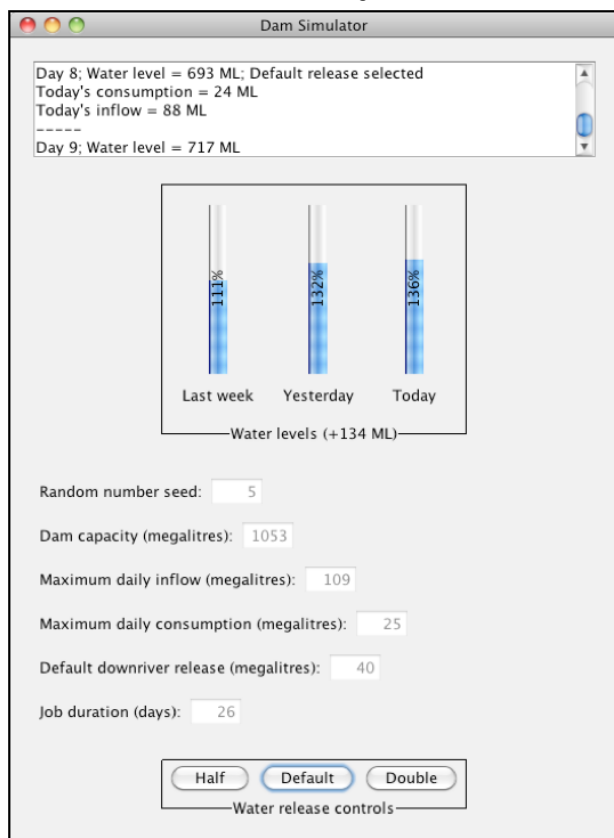 Dam Simulator
Day 8; Water level = 693 ML; Default release selected
Today's consumption = 24 ML
Today's inflow = 88 ML
-----
Day 9; Water level = 717 ML
111% 132% 136%
Last week Yesterday Today
Water levels (+134 ML)
Random number seed: 5
Dam capacity (megalitres): 1053
Maximum daily inflow (megalitres): 109
Maximum daily consumption (megalitres): 25
Default downriver release (megalitres): 40
Job duration (days): 26
Half Default Double
Water release controls